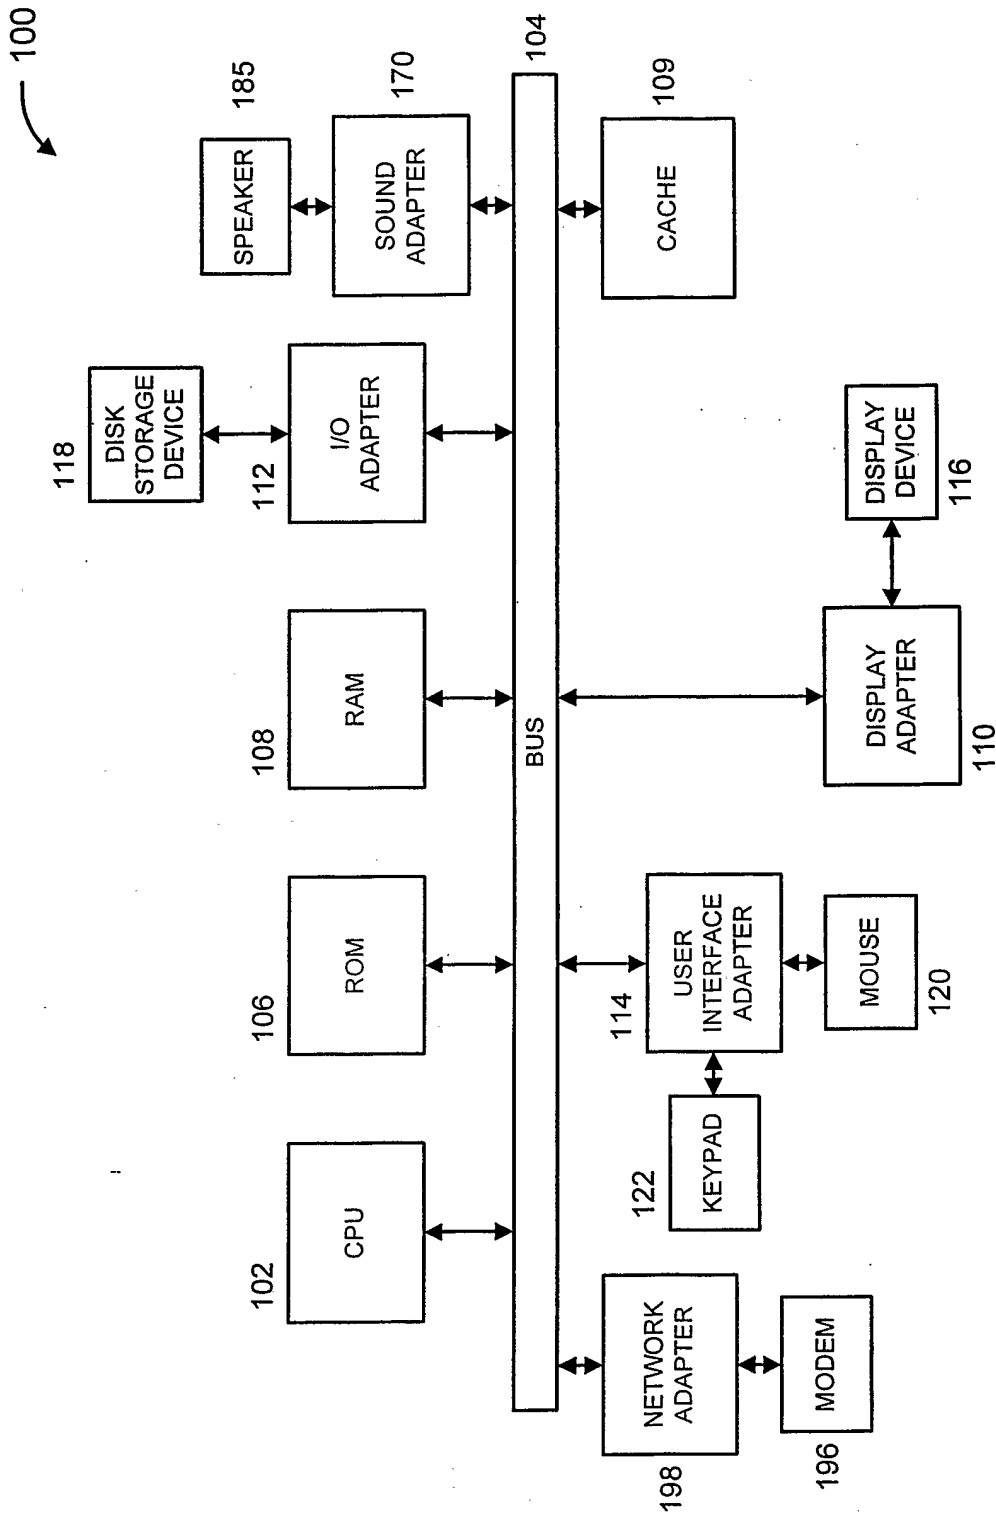 100
118
DISK
STORAGE
DEVICE
SPEAKER
185
102
CPU
106
ROM
108
RAM
112
I/O
ADAPTER
SOUND
ADAPTER
170
BUS
104
198
NETWORK
ADAPTER
114
USER
INTERFACE
ADAPTER
CACHE
109
122
KEYPAD
196
MODEM
MOUSE
120
DISPLAY
ADAPTER
110
DISPLAY
DEVICE
116